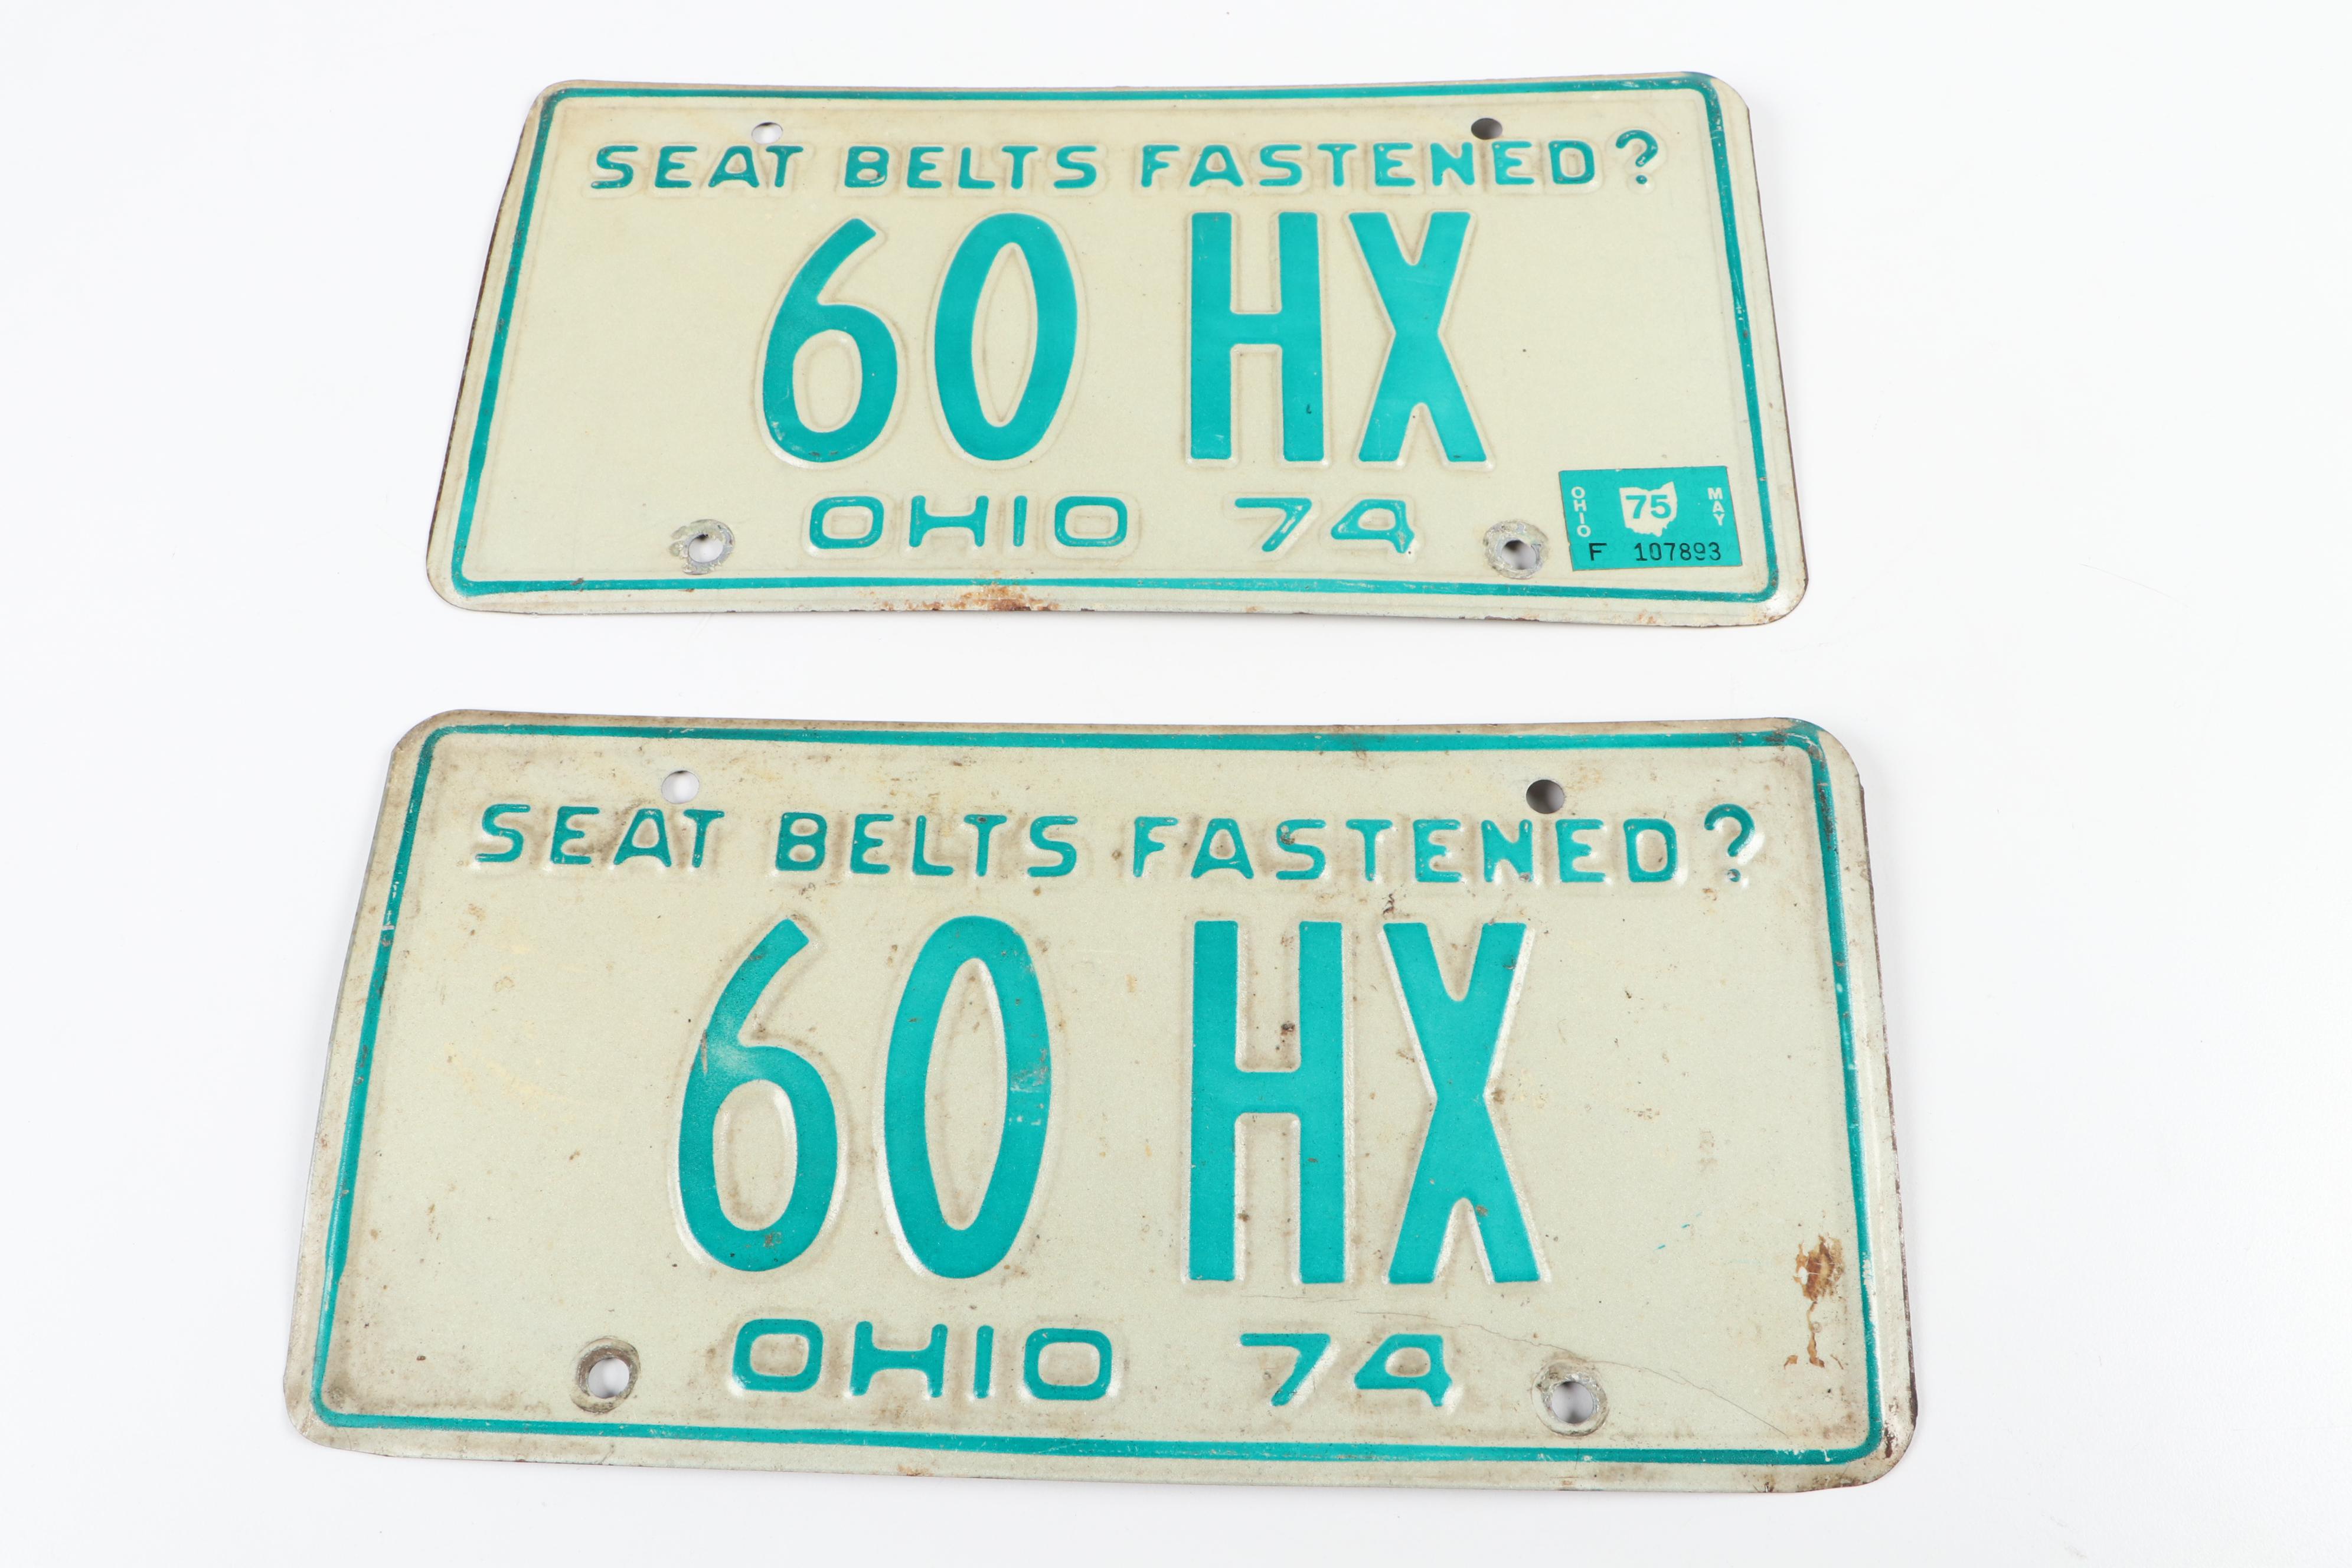 SEAT BELTS FASTENED?
60 HX
OHIO 74
OHIO 75 MAY
F 107893
SEAT BELTS FASTENED?
60 HX
OHIO 74